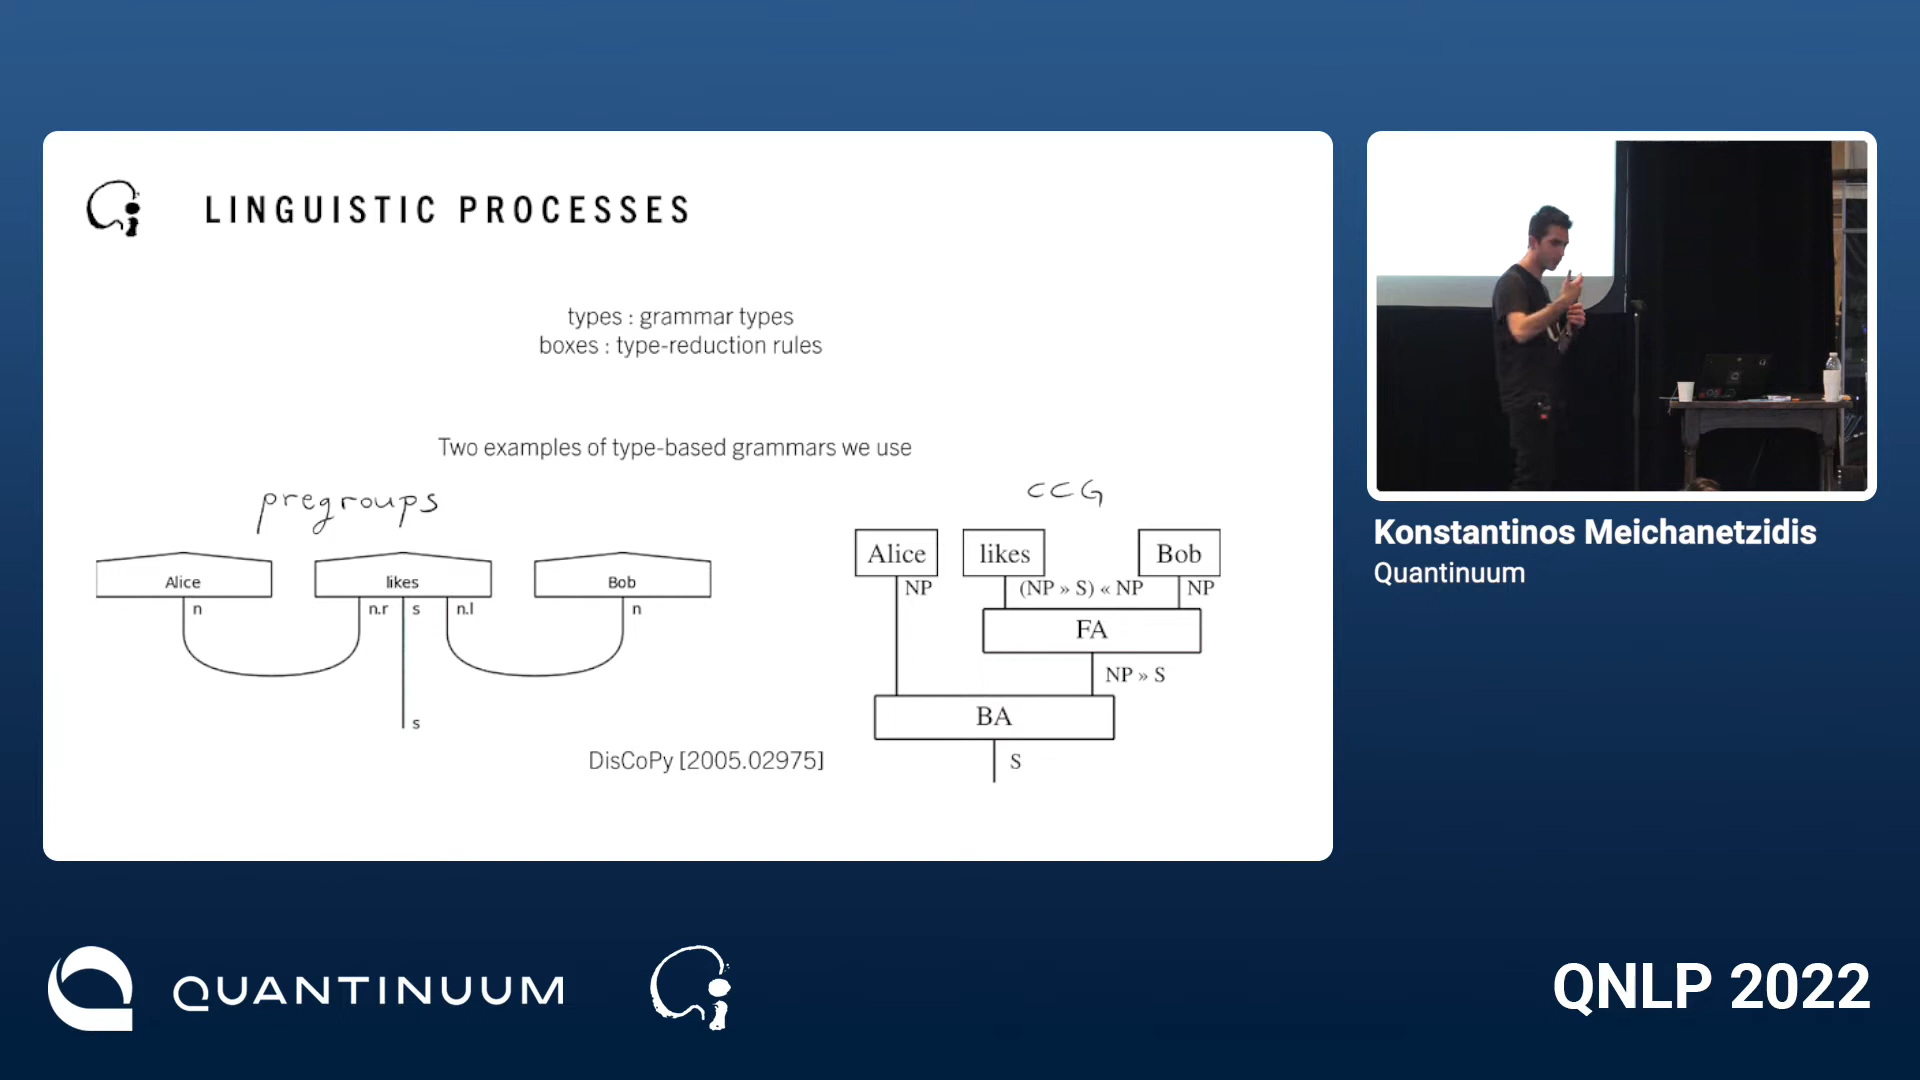 LINGUISTIC PROCESSES
types : grammar types
boxes : type-reduction rules
Two examples of type-based grammars we use
pregroups
Alice likes Bob
n n.r s n.l n
s
CCG
Alice likes Bob
NP (NP » S) « NP NP
FA
NP » S
BA
S
DisCoPy [2005.02975]
Konstantinos Meichanetzidis
Quantinuum
QUANTINUUM
QNLP 2022